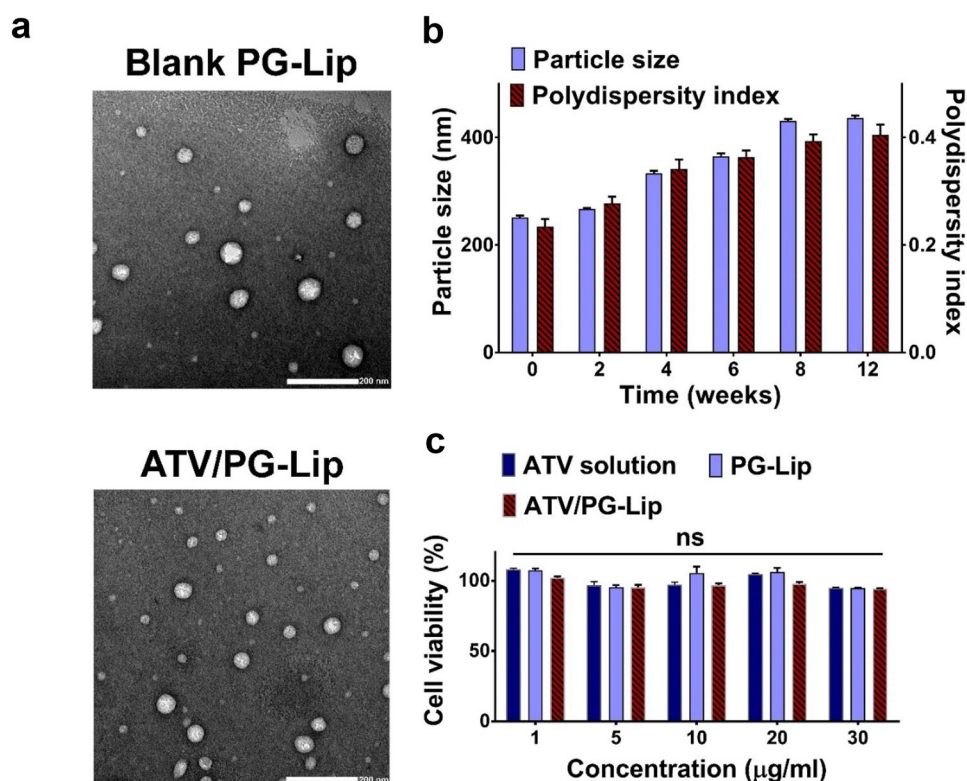 a
Blank PG-Lip
200 nm
ATV/PG-Lip
200 nm
b
Particle size
Polydispersity index
Particle size (nm)
400
200
0
Polydispersity index
0.4
0.2
0.0
0 2 4 6 8 12
Time (weeks)
c
ATV solution PG-Lip
ATV/PG-Lip
ns
Cell viability (%)
100
50
0
1 5 10 20 30
Concentration (µg/ml)